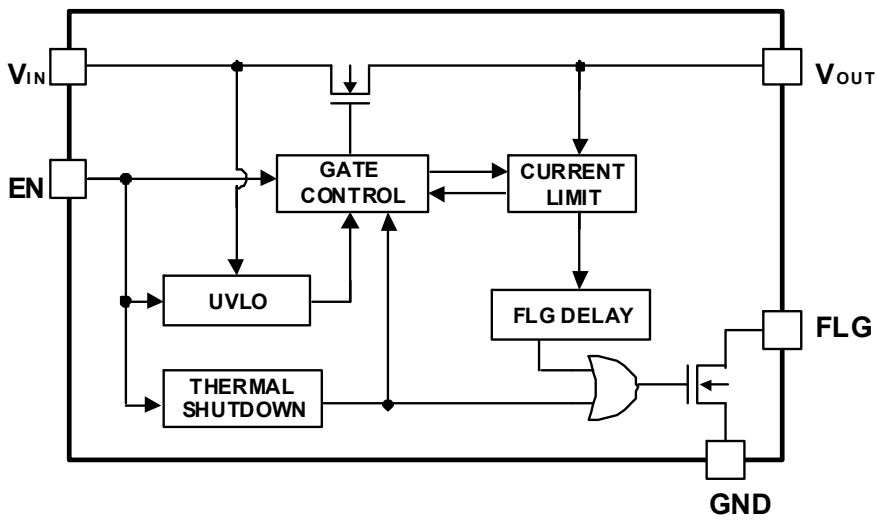 VIN
VOUT
EN
GATE
CONTROL
CURRENT
LIMIT
UVLO
FLG DELAY
FLG
THERMAL
SHUTDOWN
GND